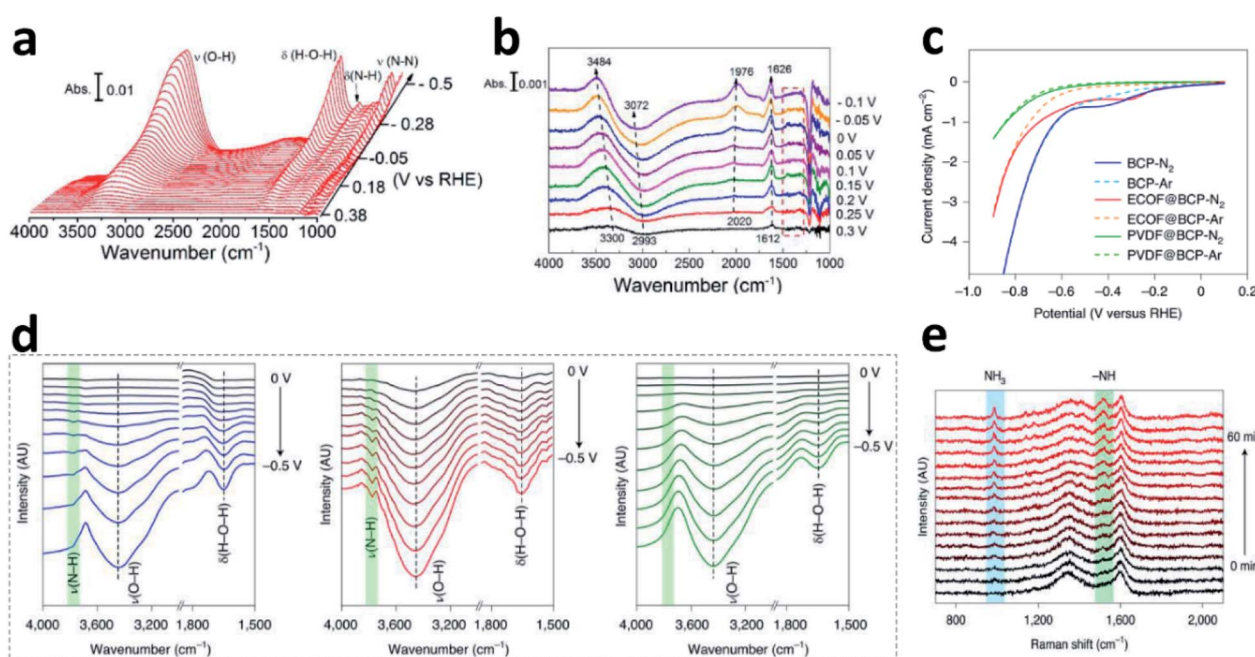 a
ν (O-H)
δ (H-O-H)
δ(N-H)
ν (N-N)
Abs. 0.01
- 0.5
- 0.28
-0.05
0.18
(V vs RHE)
0.38
4000 3500 3000 2500 2000 1500 1000
Wavenumber (cm-1)
b
Abs. 0.001
3484
3072
1976
1626
- 0.1 V
- 0.05 V
0 V
0.05 V
0.1 V
0.15 V
0.2 V
0.25 V
0.3 V
3300
2993
2020
1612
4000 3500 3000 2500 2000 1500 1000
Wavenumber (cm-1)
c
Current density (mA cm−2)
0
−1
−2
−3
−4
BCP-N2
BCP-Ar
ECOF@BCP-N2
ECOF@BCP-Ar
PVDF@BCP-N2
PVDF@BCP-Ar
−1.0 −0.8 −0.6 −0.4 −0.2 0 0.2
Potential (V versus RHE)
d
Intensity (AU)
0 V
−0.5 V
ν(N–H)
ν(O–H)
δ(H–O–H)
4,000 3,200 1,800 1,500
Wavenumber (cm−1)
Intensity (AU)
0 V
−0.5 V
ν(N–H)
ν(O–H)
δ(H–O–H)
4,000 3,200 1,800 1,500
Wavenumber (cm−1)
Intensity (AU)
0 V
−0.5 V
ν(O–H)
δ(H–O–H)
4,000 3,200 1,800 1,500
Wavenumber (cm−1)
e
NH3
–NH
Intensity (AU)
60 mi
0 min
800 1,200 1,600 2,000
Raman shift (cm−1)